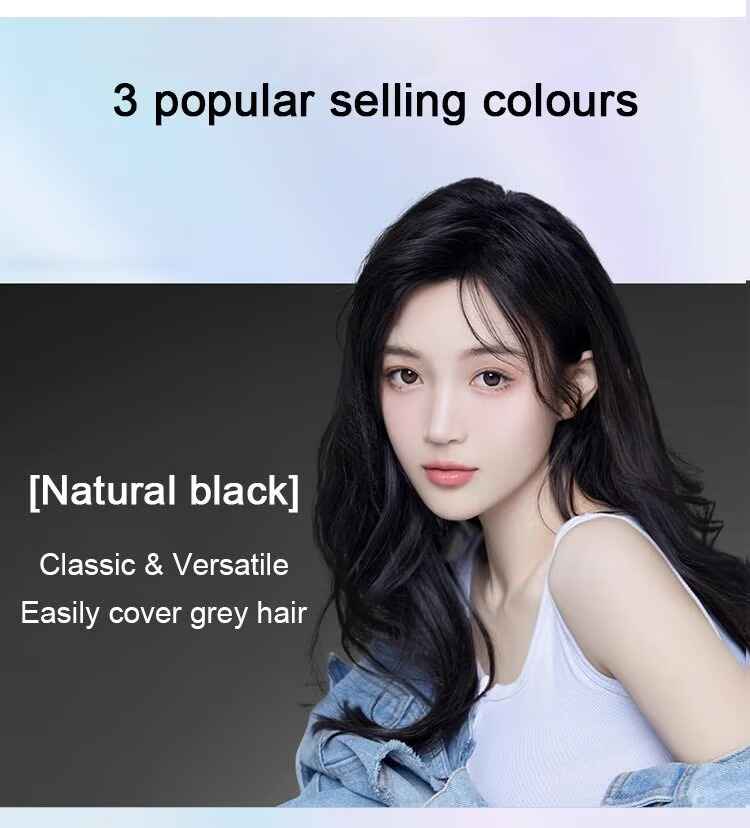 3 popular selling colours
[Natural black]
Classic & Versatile
Easily cover grey hair